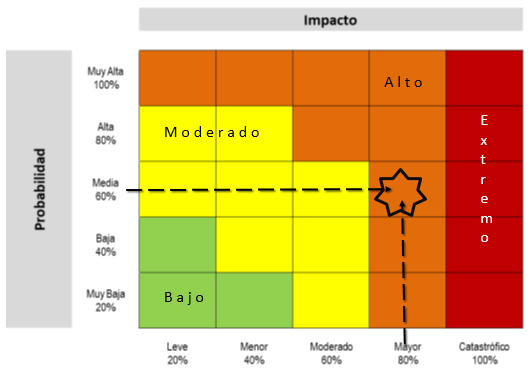 Impacto
Probabilidad
Muy Alta
100%
Alto
Alta
80%
Moderado
Extremo
Media
60%
Baja
40%
Muy Baja
20%
Bajo
Leve
20%
Menor
40%
Moderado
60%
Mayor
80%
Catastrófico
100%